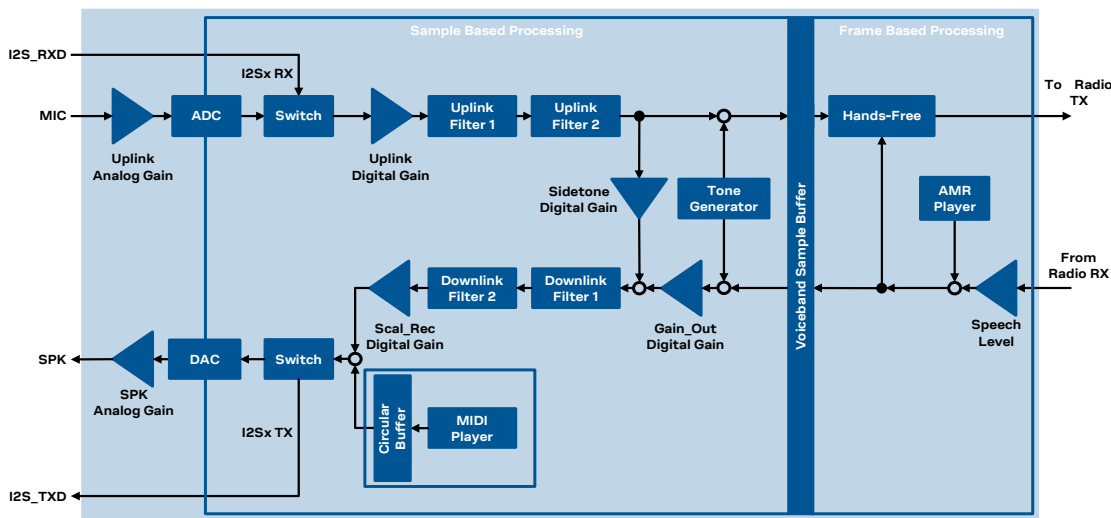 Sample Based Processing
Frame Based Processing
I2S_RXD
I2Sx RX
To Radio
TX
MIC
ADC
Switch
Uplink
Filter 1
Uplink
Filter 2
Hands-Free
Uplink
Analog Gain
Uplink
Digital Gain
Sidetone
Digital Gain
Tone
Generator
AMR
Player
Voiceband Sample Buffer
From
Radio RX
Downlink
Filter 2
Downlink
Filter 1
Scal_Rec
Digital Gain
Gain_Out
Digital Gain
Speech
Level
SPK
DAC
Switch
SPK
Analog Gain
I2Sx TX
Circular
Buffer
MIDI
Player
I2S_TXD